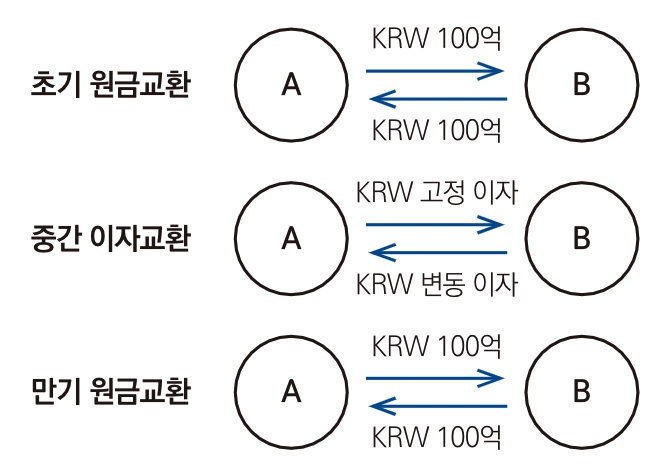 KRW 100억
초기 원금교환 A B
KRW 100억
KRW 고정 이자
중간 이자교환 A B
KRW 변동 이자
KRW 100억
만기 원금교환 A B
KRW 100억